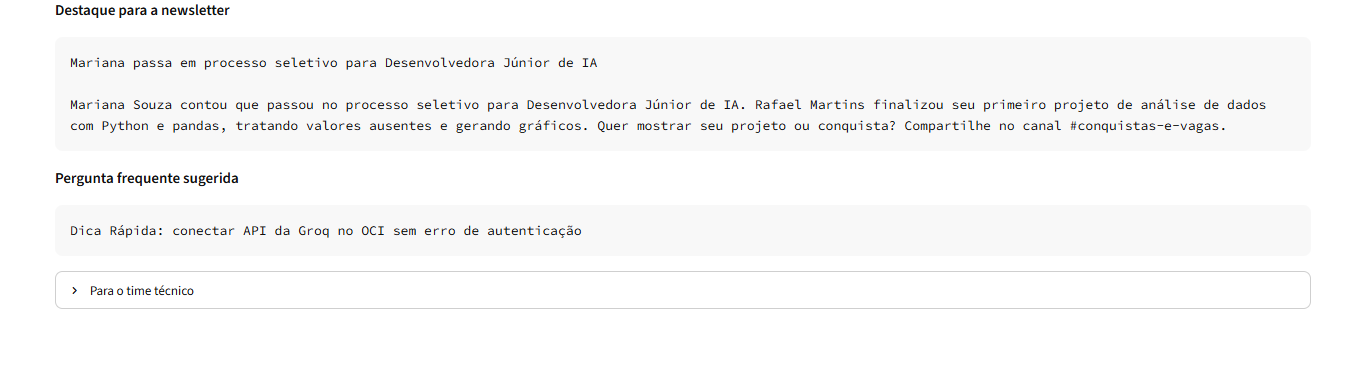 Destaque para a newsletter
Mariana passa em processo seletivo para Desenvolvedora Júnior de IA
Mariana Souza contou que passou no processo seletivo para Desenvolvedora Júnior de IA. Rafael Martins finalizou seu primeiro projeto de análise de dados
com Python e pandas, tratando valores ausentes e gerando gráficos. Quer mostrar seu projeto ou conquista? Compartilhe no canal #conquistas-e-vagas.
Pergunta frequente sugerida
Dica Rápida: conectar API da Groq no OCI sem erro de autenticação
Para o time técnico